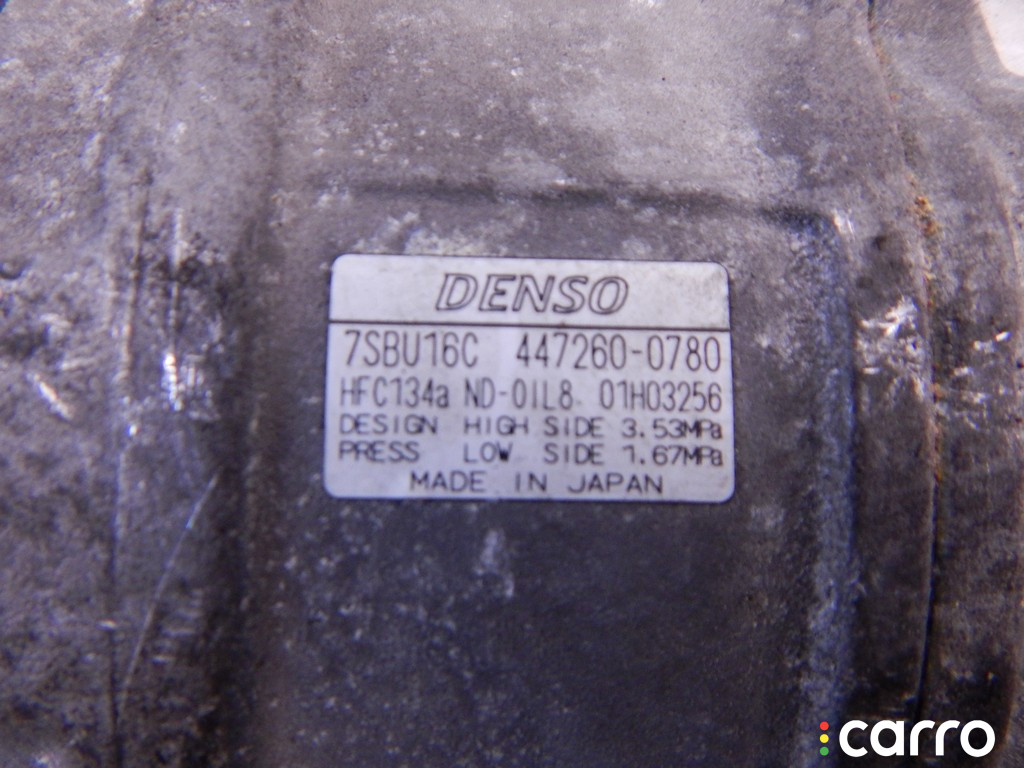 DENSO
7SBU16C 447260-0780
HFC134a ND-OIL8 01H03256
DESIGN HIGH SIDE 3.53MPa
PRESS LOW SIDE 1.67MPa
MADE IN JAPAN
carro